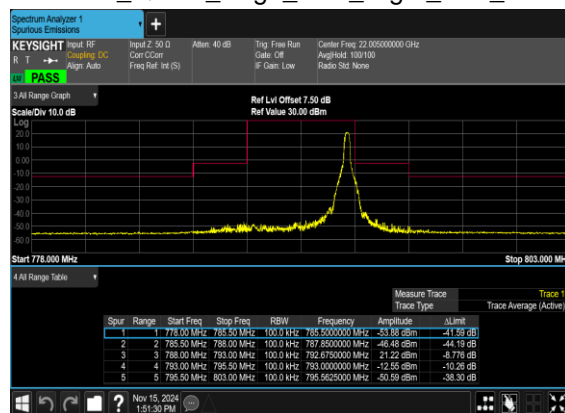 Spectrum Analyzer 1
Spurious Emissions
+
KEYSIGHT Input: RF Input Z: 50 Ω Atten: 40 dB Trig: Free Run Center Freq: 22.005000000 GHz
R T Coupling: DC Corr CCorr Gate: Off Avg|Hold: 100/100
Align: Auto Freq Ref: Int (S) IF Gain: Low Radio Std: None
LM PASS
3 All Range Graph
Ref Lvl Offset 7.50 dB
Scale/Div 10.0 dB Ref Value 30.00 dBm
Log
20.0
10.0
0.00
-10.0
-20.0
-30.0
-40.0
-50.0
-60.0
Start 778.000 MHz Stop 803.000 MH
4 All Range Table
Measure Trace Trace 1
Trace Type Trace Average (Active)
Spur Range Start Freq Stop Freq RBW Frequency Amplitude ΔLimit
1 1 778.00 MHz 785.50 MHz 100.0 kHz 785.5000000 MHz -53.88 dBm -41.59 dB
2 2 785.50 MHz 788.00 MHz 100.0 kHz 787.8500000 MHz -46.48 dBm -44.19 dB
3 3 788.00 MHz 793.00 MHz 100.0 kHz 792.6750000 MHz 21.22 dBm -8.776 dB
4 4 793.00 MHz 795.50 MHz 100.0 kHz 793.0000000 MHz -12.55 dBm -10.26 dB
5 5 795.50 MHz 803.00 MHz 100.0 kHz 795.5625000 MHz -50.59 dBm -38.30 dB
? Nov 15, 2024
1:51:30 PM